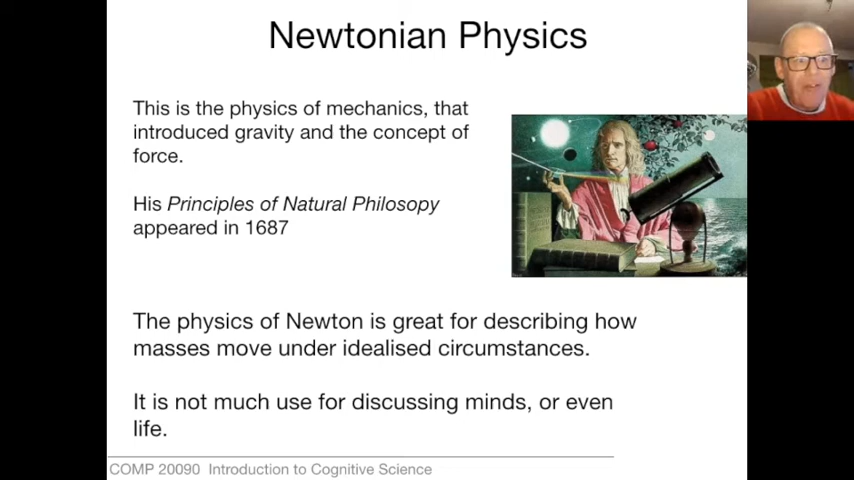 Newtonian Physics
This is the physics of mechanics, that
introduced gravity and the concept of
force.
His Principles of Natural Philosopy
appeared in 1687
The physics of Newton is great for describing how
masses move under idealised circumstances.
It is not much use for discussing minds, or even
life.
COMP 20090 Introduction to Cognitive Science